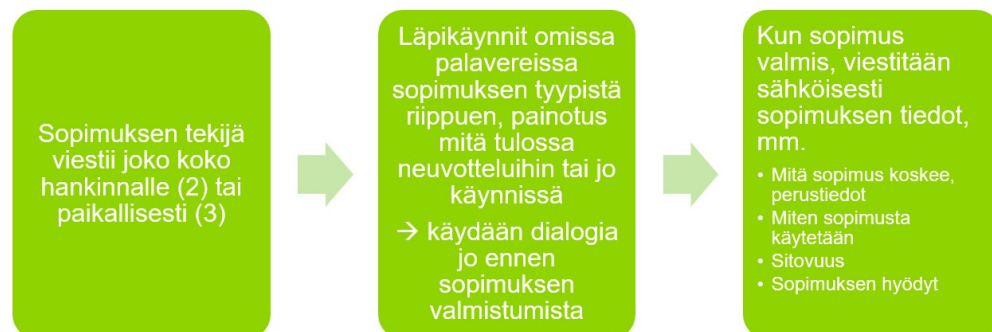 Sopimuksen tekijä
viestii joko koko
hankinnalle (2) tai
paikallisesti (3)
Läpikäynnit omissa
palavereissa
sopimuksen tyypistä
riippuen, painotus
mitä tulossa
neuvotteluihin tai jo
käynnissä
→ käydään dialogia
jo ennen
sopimuksen
valmistumista
Kun sopimus
valmis, viestitään
sähköisesti
sopimuksen tiedot,
mm.
• Mitä sopimus koskee,
perustiedot
• Miten sopimusta
käytetään
• Sitovuus
• Sopimuksen hyödyt